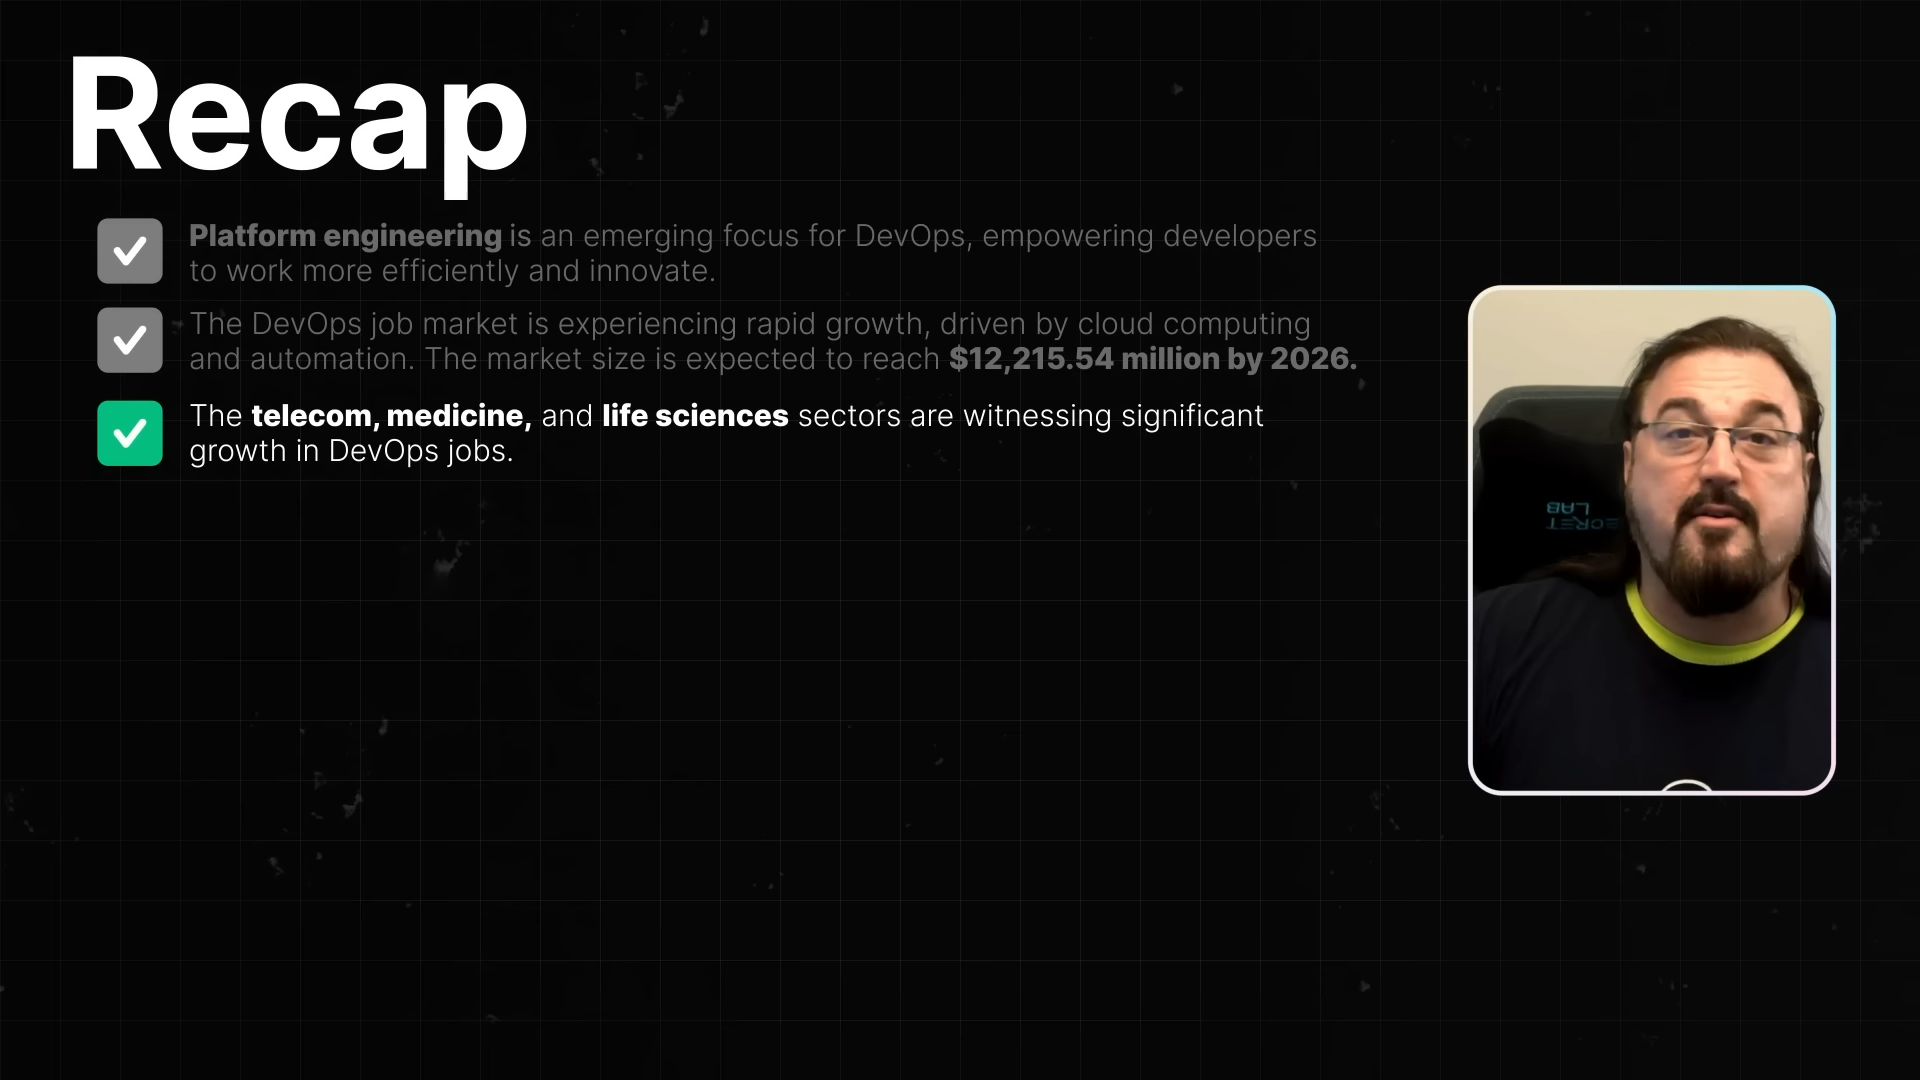 Recap
Platform engineering is an emerging focus for DevOps, empowering developers
to work more efficiently and innovate.
The DevOps job market is experiencing rapid growth, driven by cloud computing
and automation. The market size is expected to reach $12,215.54 million by 2026.
The telecom, medicine, and life sciences sectors are witnessing significant
growth in DevOps jobs.
SECRET
LAB